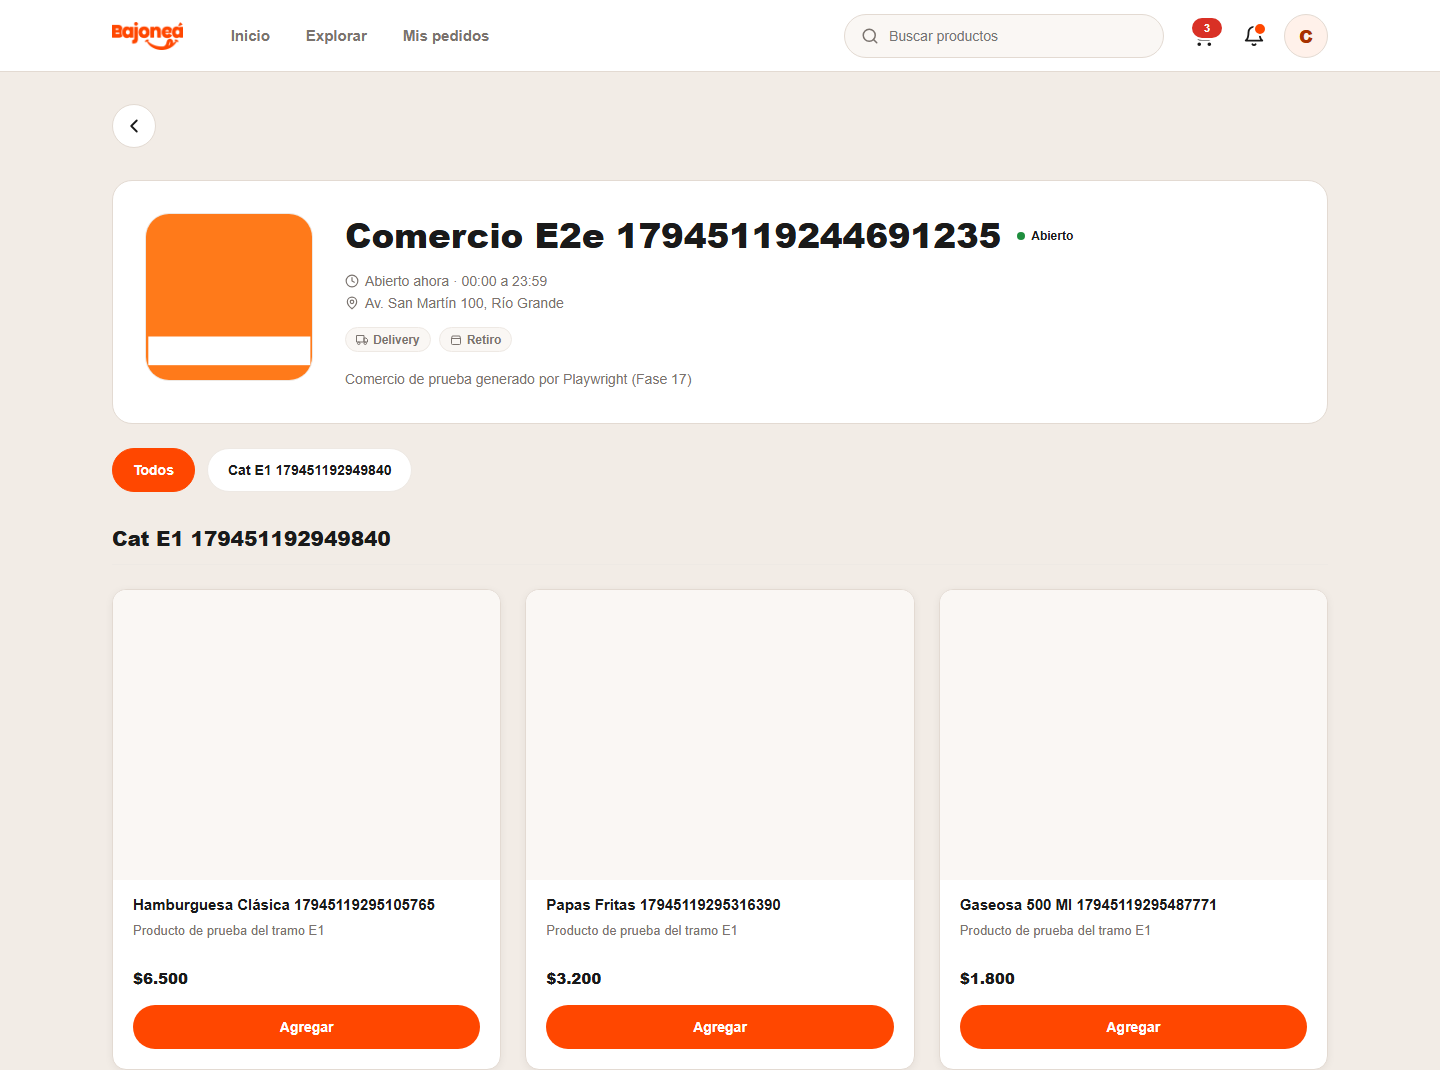 Bajoneá
Inicio
Explorar
Mis pedidos
Buscar productos
3
C
Comercio E2e 17945119244691235
Abierto
Abierto ahora · 00:00 a 23:59
Av. San Martín 100, Río Grande
Delivery
Retiro
Comercio de prueba generado por Playwright (Fase 17)
Todos
Cat E1 179451192949840
Cat E1 179451192949840
Hamburguesa Clásica 17945119295105765
Producto de prueba del tramo E1
$6.500
Agregar
Papas Fritas 17945119295316390
Producto de prueba del tramo E1
$3.200
Agregar
Gaseosa 500 Ml 17945119295487771
Producto de prueba del tramo E1
$1.800
Agregar